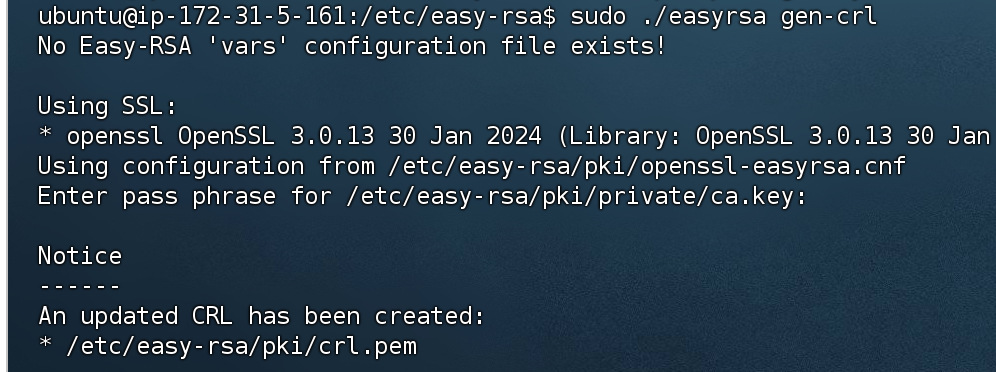 ubuntu@ip-172-31-5-161:/etc/easy-rsa$ sudo ./easyrsa gen-crl
No Easy-RSA 'vars' configuration file exists!
Using SSL:
* openssl OpenSSL 3.0.13 30 Jan 2024 (Library: OpenSSL 3.0.13 30 Jan
Using configuration from /etc/easy-rsa/pki/openssl-easyrsa.cnf
Enter pass phrase for /etc/easy-rsa/pki/private/ca.key:
Notice
------
An updated CRL has been created:
* /etc/easy-rsa/pki/crl.pem